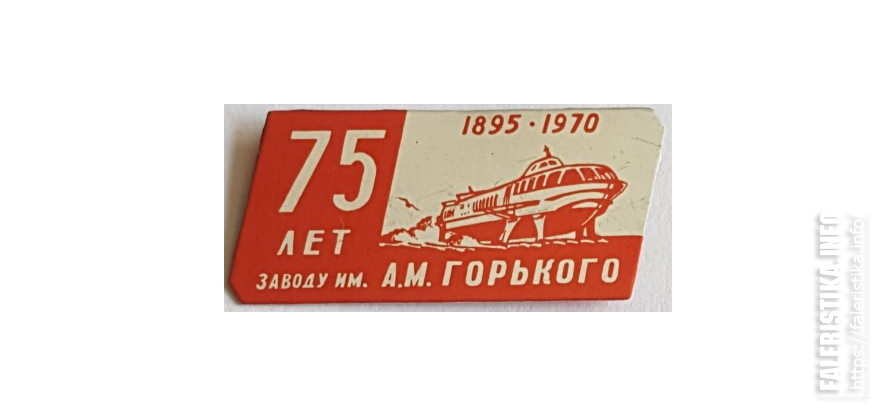 75
ЛЕТ
1895 · 1970
ЗАВОДУ ИМ. А.М. ГОРЬКОГО
FALERISTIKA.INFO
https://faleristika.info/